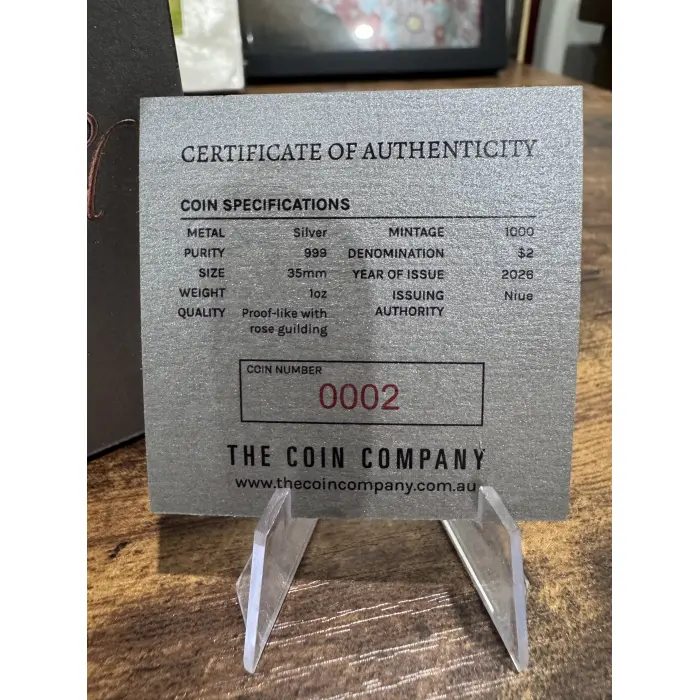 CERTIFICATE OF AUTHENTICITY
COIN SPECIFICATIONS
METAL Silver MINTAGE 1000
PURITY 999 DENOMINATION $2
SIZE 35mm YEAR OF ISSUE 2026
WEIGHT 1oz ISSUING Niue
QUALITY Proof-like with AUTHORITY
rose guilding
COIN NUMBER
0002
THE COIN COMPANY
www.thecoincompany.com.au